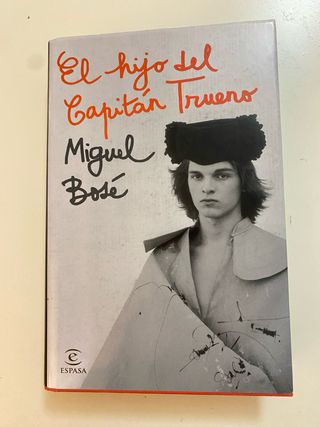 El hijo del
Capitán Trueno
Miguel
Bosé
e
ESPASA